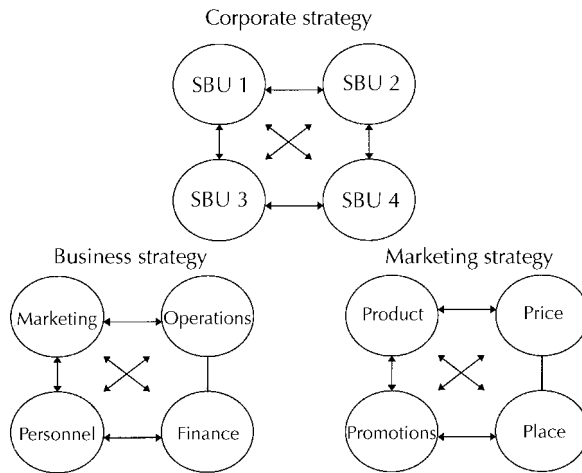 Corporate strategy
SBU 1
SBU 2
SBU 3
SBU 4
Business strategy
Marketing
Operations
Personnel
Finance
Marketing strategy
Product
Price
Promotions
Place